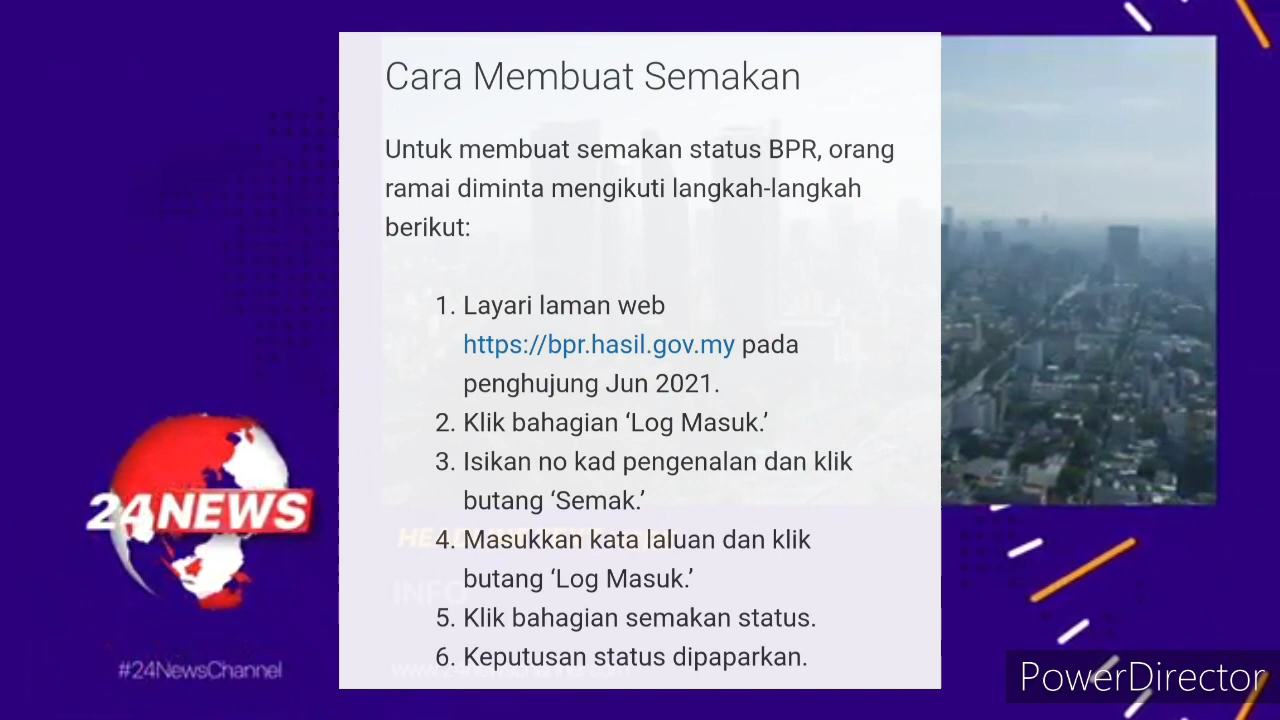 Cara Membuat Semakan
Untuk membuat semakan status BPR, orang
ramai diminta mengikuti langkah-langkah
berikut:
1. Layari laman web
https://bpr.hasil.gov.my pada
penghujung Jun 2021.
2. Klik bahagian ‘Log Masuk.’
3. Isikan no kad pengenalan dan klik
butang ‘Semak.’
4. Masukkan kata laluan dan klik
butang ‘Log Masuk.’
5. Klik bahagian semakan status.
6. Keputusan status dipaparkan.
24NEWS
#24NewsChannel
INFO
PowerDirector